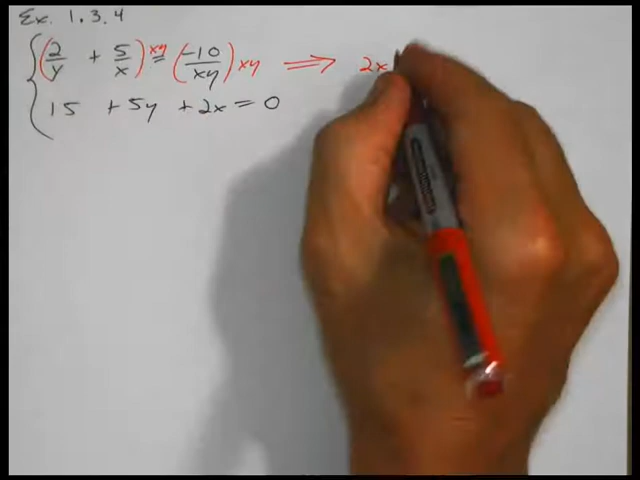 Ex. 1.3.4
{ (2/y + 5/x) xy = (-10/xy) xy ⟹ 2x
15 + 5y + 2x = 0